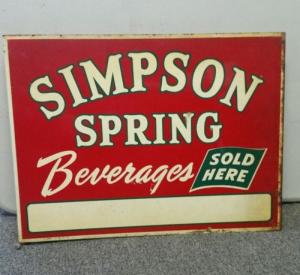 SIMPSON
SPRING
Beverages
SOLD
HERE